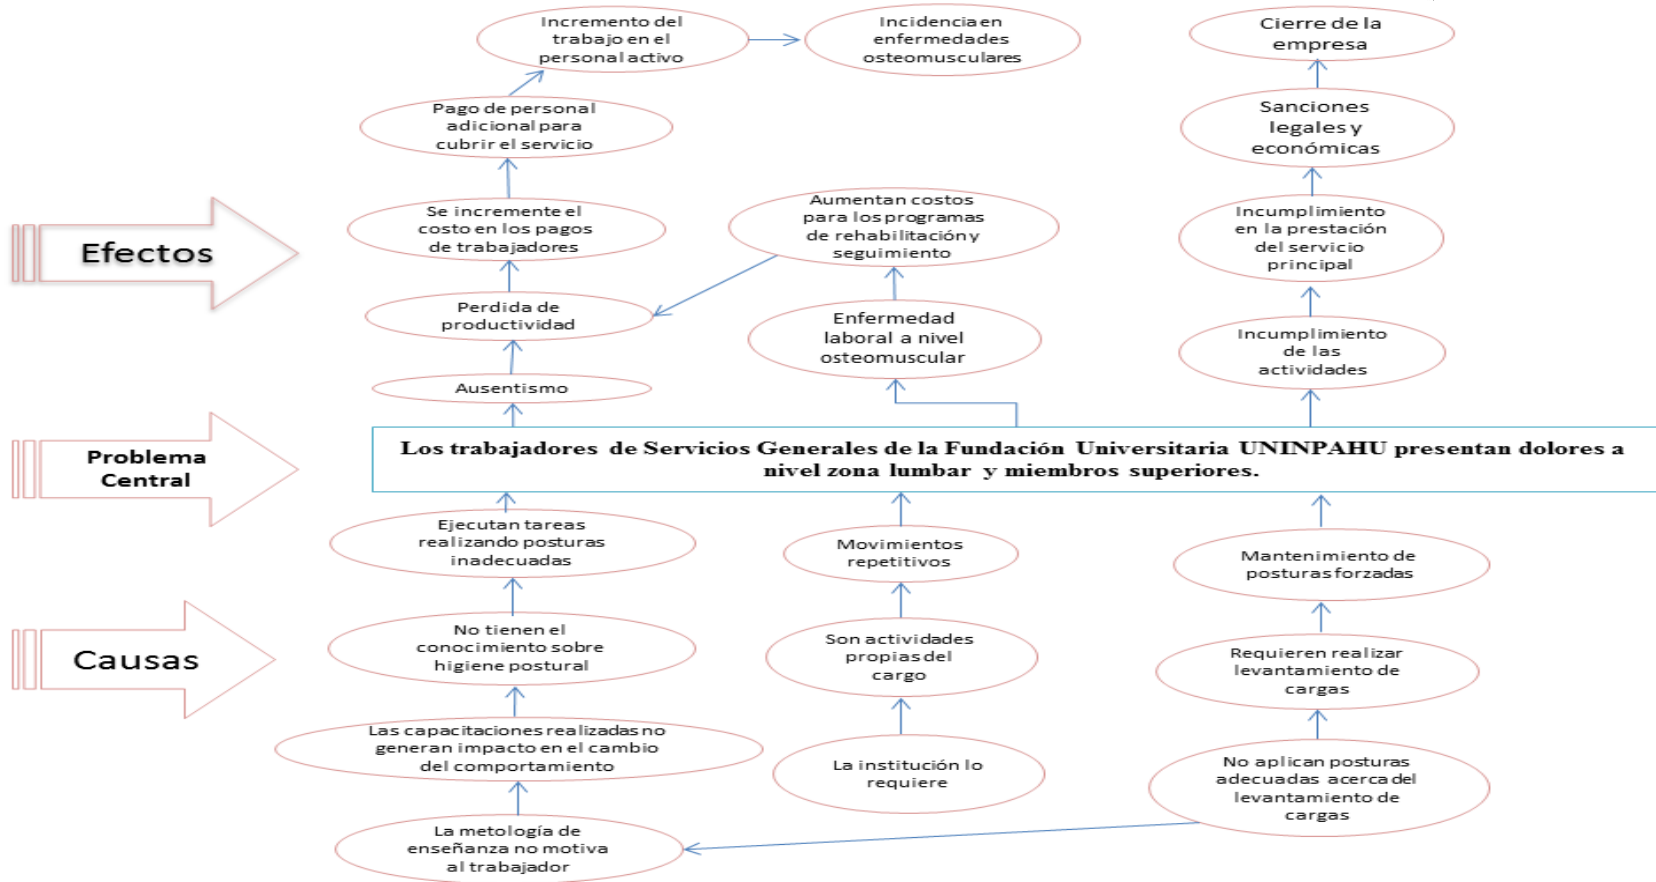 Incremento del
trabajo en el
personal activo
Incidencia en
enfermedades
osteomusculares
Cierre de la
empresa
Pago de personal
adicional para
cubrir el servicio
Sanciones
legales y
económicas
Efectos
Se incremente el
costo en los pagos
de trabajadores
Aumentan costos
para los programas
de rehabilitación y
seguimiento
Incumplimiento
en la prestación
del servicio
principal
Perdida de
productividad
Enfermedad
laboral a nivel
osteomuscular
Incumplimiento
de las
actividades
Ausentismo
Problema
Central
Los trabajadores de Servicios Generales de la Fundación Universitaria UNINPAHU presentan dolores a
nivel zona lumbar y miembros superiores.
Ejecutan tareas
realizando posturas
inadecuadas
Movimientos
repetitivos
Mantenimiento de
posturas forzadas
Causas
No tienen el
conocimiento sobre
higiene postural
Son actividades
propias del
cargo
Requieren realizar
levantamiento de
cargas
Las capacitaciones realizadas no
generan impacto en el cambio
del comportamiento
La institución lo
requiere
No aplican posturas
adecuadas acerca del
levantamiento de
cargas
La metología de
enseñanza no motiva
al trabajador